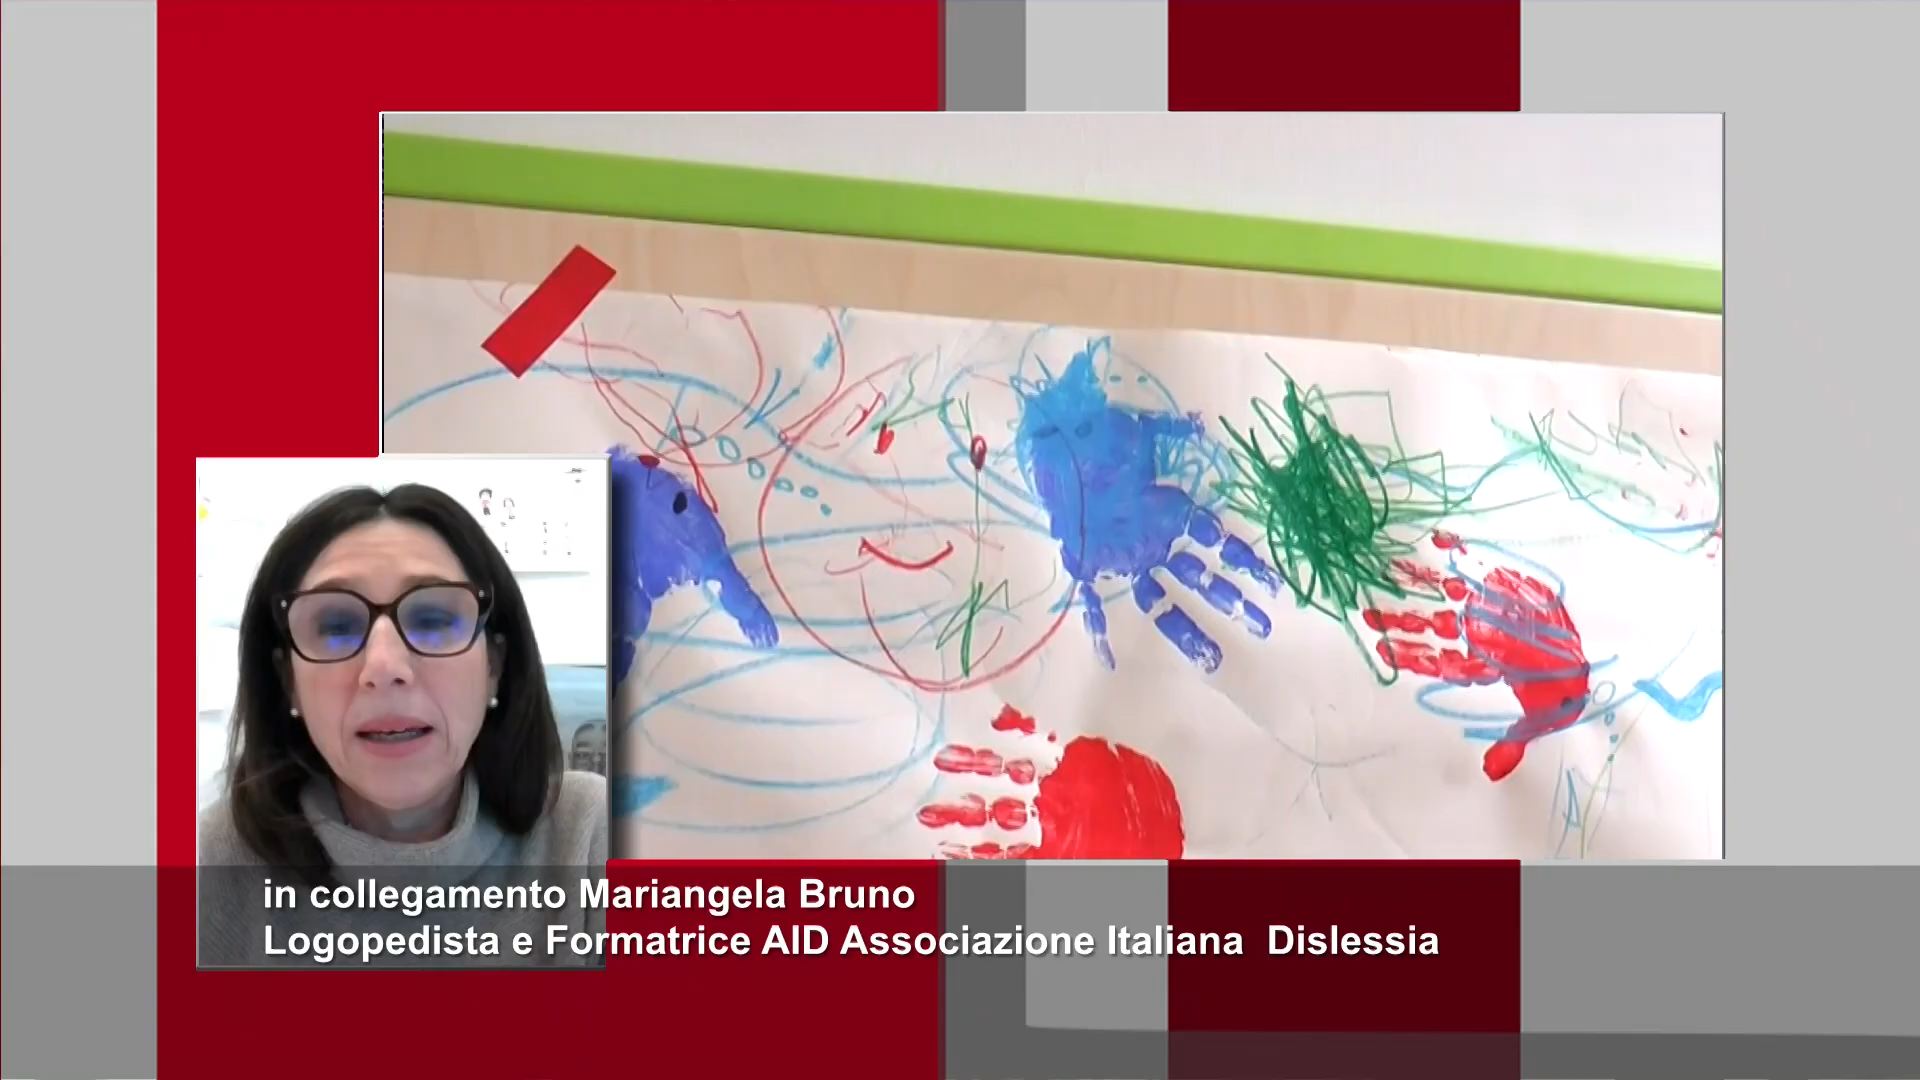 in collegamento Mariangela Bruno
Logopedista e Formatrice AID Associazione Italiana Dislessia